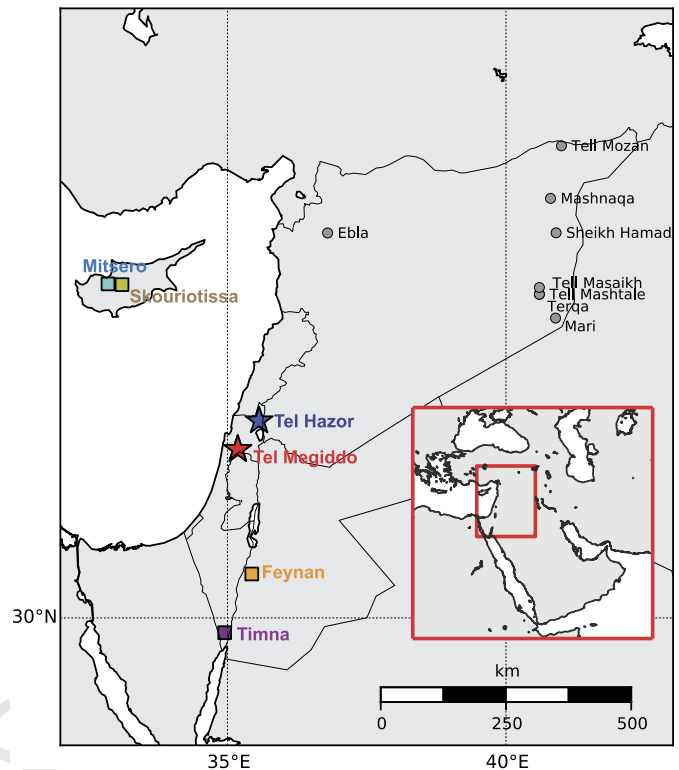 Tell Mozan
Mashnaqa
Ebla
Sheikh Hamad
Mitsero
Skouriotissa
Tell Masaikh
Tell Mashtale
Terqa
Mari
Tel Hazor
Tel Megiddo
Feynan
30°N
Timna
km
0 250 500
35°E 40°E